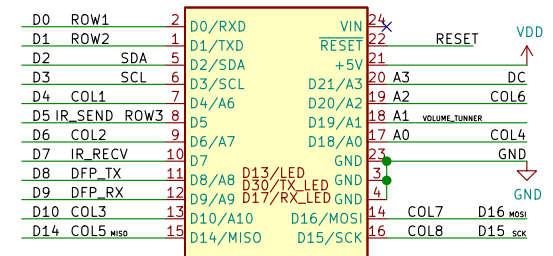 D0 ROW1 2 D0/RXD VIN 24
D1 ROW2 1 D1/TXD RESET 22 RESET VDD
D2 SDA 5 D2/SDA +5V 21
D3 SCL 6 D3/SCL D21/A3 20 A3 DC
D4 COL1 7 D4/A6 D20/A2 19 A2 COL6
D5 IR_SEND ROW3 8 D5 D19/A1 18 A1 VOLUME_TUNNER
D6 COL2 9 D6/A7 D18/A0 17 A0 COL4
D7 IR_RECV 10 D7 GND 23 GND
D8 DFP_TX 11 D8/A8 D13/LED D30/TX_LED GND 3
D9 DFP_RX 12 D9/A9 D17/RX_LED GND 4 GND
D10 COL3 13 D10/A10 D16/MOSI 14 COL7 D16 MOSI
D14 COL5 MISO 15 D14/MISO D15/SCK 16 COL8 D15 SCK